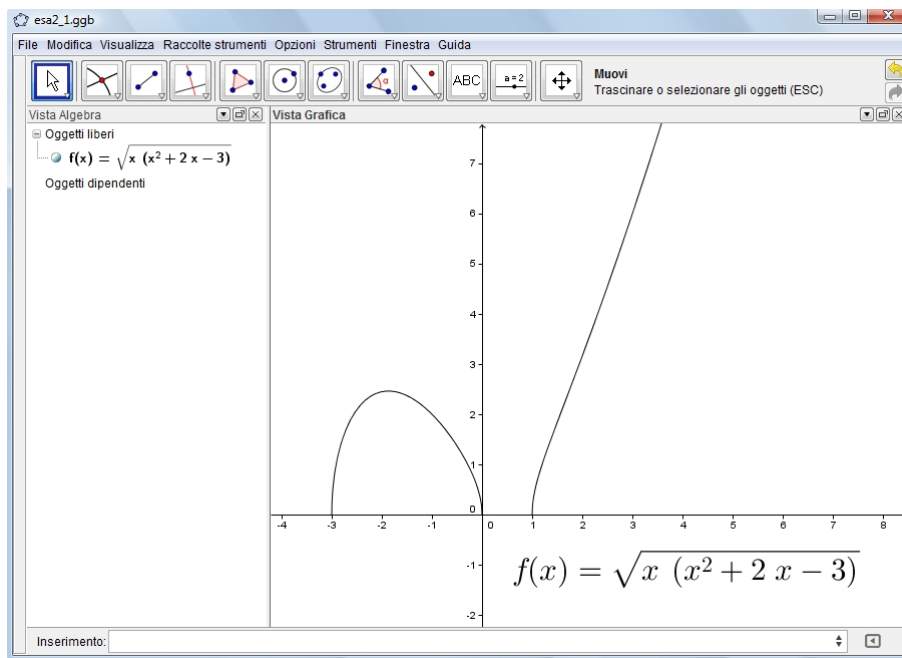 esa2_1.ggb
File Modifica Visualizza Raccolte strumenti Opzioni Strumenti Finestra Guida
ABC
a=2
α
Muovi
Trascinare o selezionare gli oggetti (ESC)
Vista Algebra
Oggetti liberi
f(x) = √(x (x² + 2 x − 3))
Oggetti dipendenti
Vista Grafica
7
6
5
4
3
2
1
0
-1
-2
-4 -3 -2 -1 0 1 2 3 4 5 6 7 8
f(x) = √(x (x² + 2 x − 3))
Inserimento: